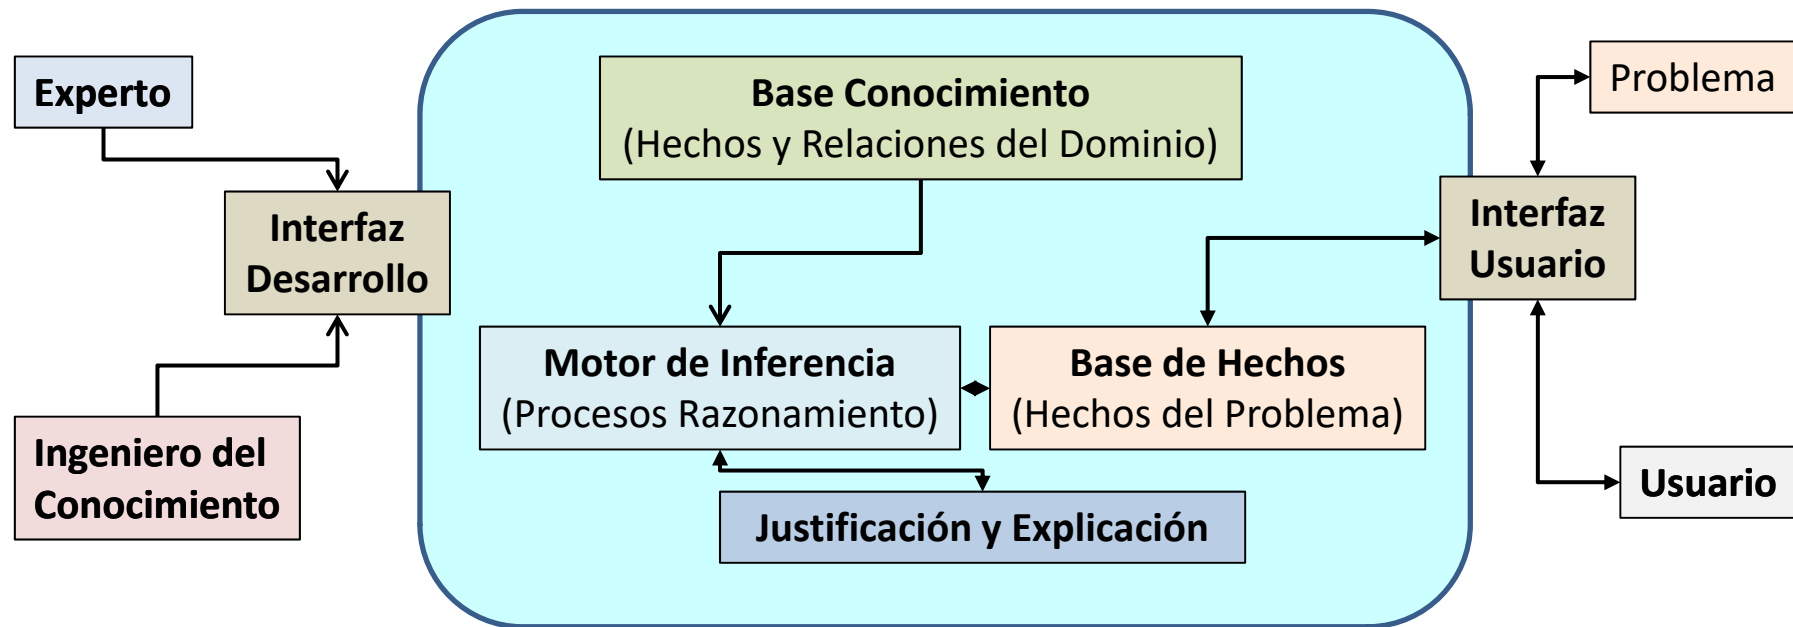 Experto
Base Conocimiento
(Hechos y Relaciones del Dominio)
Problema
Interfaz
Desarrollo
Interfaz
Usuario
Motor de Inferencia
(Procesos Razonamiento)
Base de Hechos
(Hechos del Problema)
Ingeniero del
Conocimiento
Usuario
Justificación y Explicación